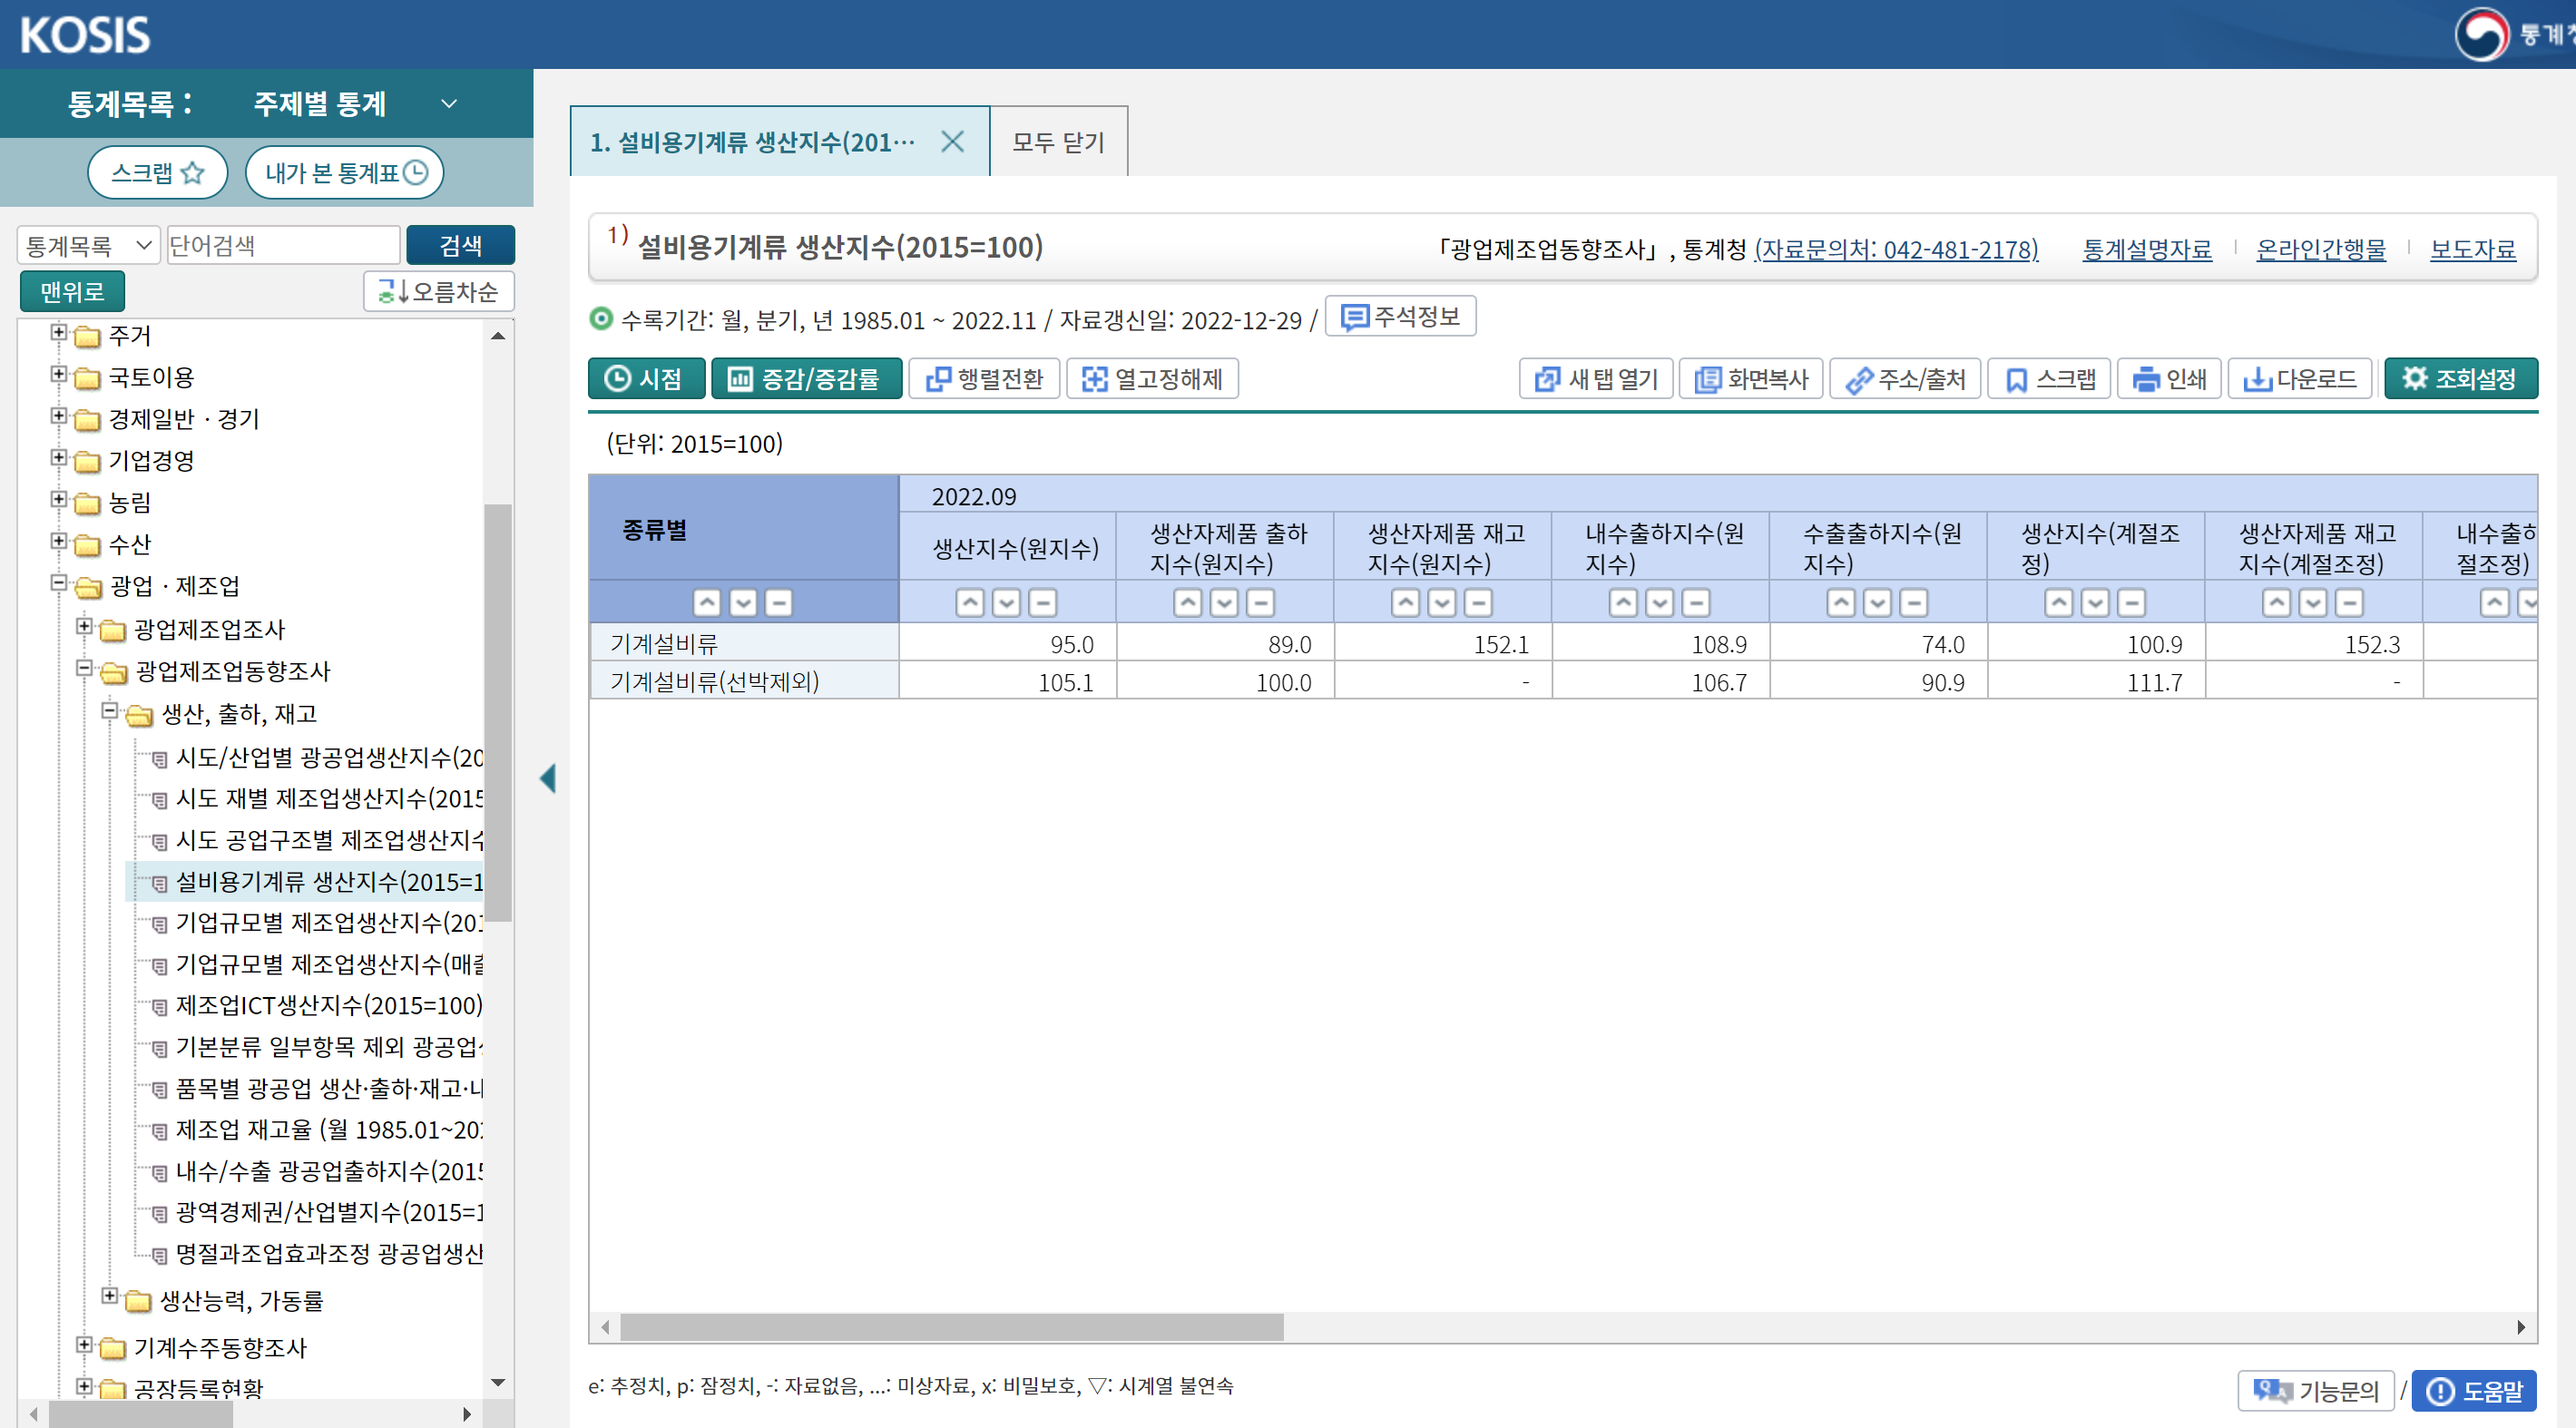 KOSIS
통계청
통계목록 : 주제별 통계
스크랩 내가 본 통계표
통계목록 단어검색 검색
맨위로 오름차순
주거
국토이용
경제일반 · 경기
기업경영
농림
수산
광업 · 제조업
광업제조업조사
광업제조업동향조사
생산, 출하, 재고
시도/산업별 광공업생산지수(20
시도 재별 제조업생산지수(2015
시도 공업구조별 제조업생산지수
설비용기계류 생산지수(2015=1
기업규모별 제조업생산지수(201
기업규모별 제조업생산지수(매출
제조업ICT생산지수(2015=100)
기본분류 일부항목 제외 광공업
품목별 광공업 생산·출하·재고·내
제조업 재고율 (월 1985.01~202
내수/수출 광공업출하지수(2015
광역경제권/산업별지수(2015=1
명절과조업효과조정 광공업생산
생산능력, 가동률
기계수주동향조사
공장등록현황
1. 설비용기계류 생산지수(201… 모두 닫기
1) 설비용기계류 생산지수(2015=100) 「광업제조업동향조사」, 통계청 (자료문의처: 042-481-2178) 통계설명자료 온라인간행물 보도자료
수록기간: 월, 분기, 년 1985.01 ~ 2022.11 / 자료갱신일: 2022-12-29 / 주석정보
시점 증감/증감률 행렬전환 열고정해제 새 탭 열기 화면복사 주소/출처 스크랩 인쇄 다운로드 조회설정
(단위: 2015=100)
종류별 2022.09
생산지수(원지수) 생산자제품 출하지수(원지수) 생산자제품 재고지수(원지수) 내수출하지수(원지수) 수출출하지수(원지수) 생산지수(계절조정) 생산자제품 재고지수(계절조정) 내수출하 절조정)
기계설비류 95.0 89.0 152.1 108.9 74.0 100.9 152.3
기계설비류(선박제외) 105.1 100.0 - 106.7 90.9 111.7 -
e: 추정치, p: 잠정치, -: 자료없음, ...: 미상자료, x: 비밀보호, ▽: 시계열 불연속
Q A 기능문의 / 도움말